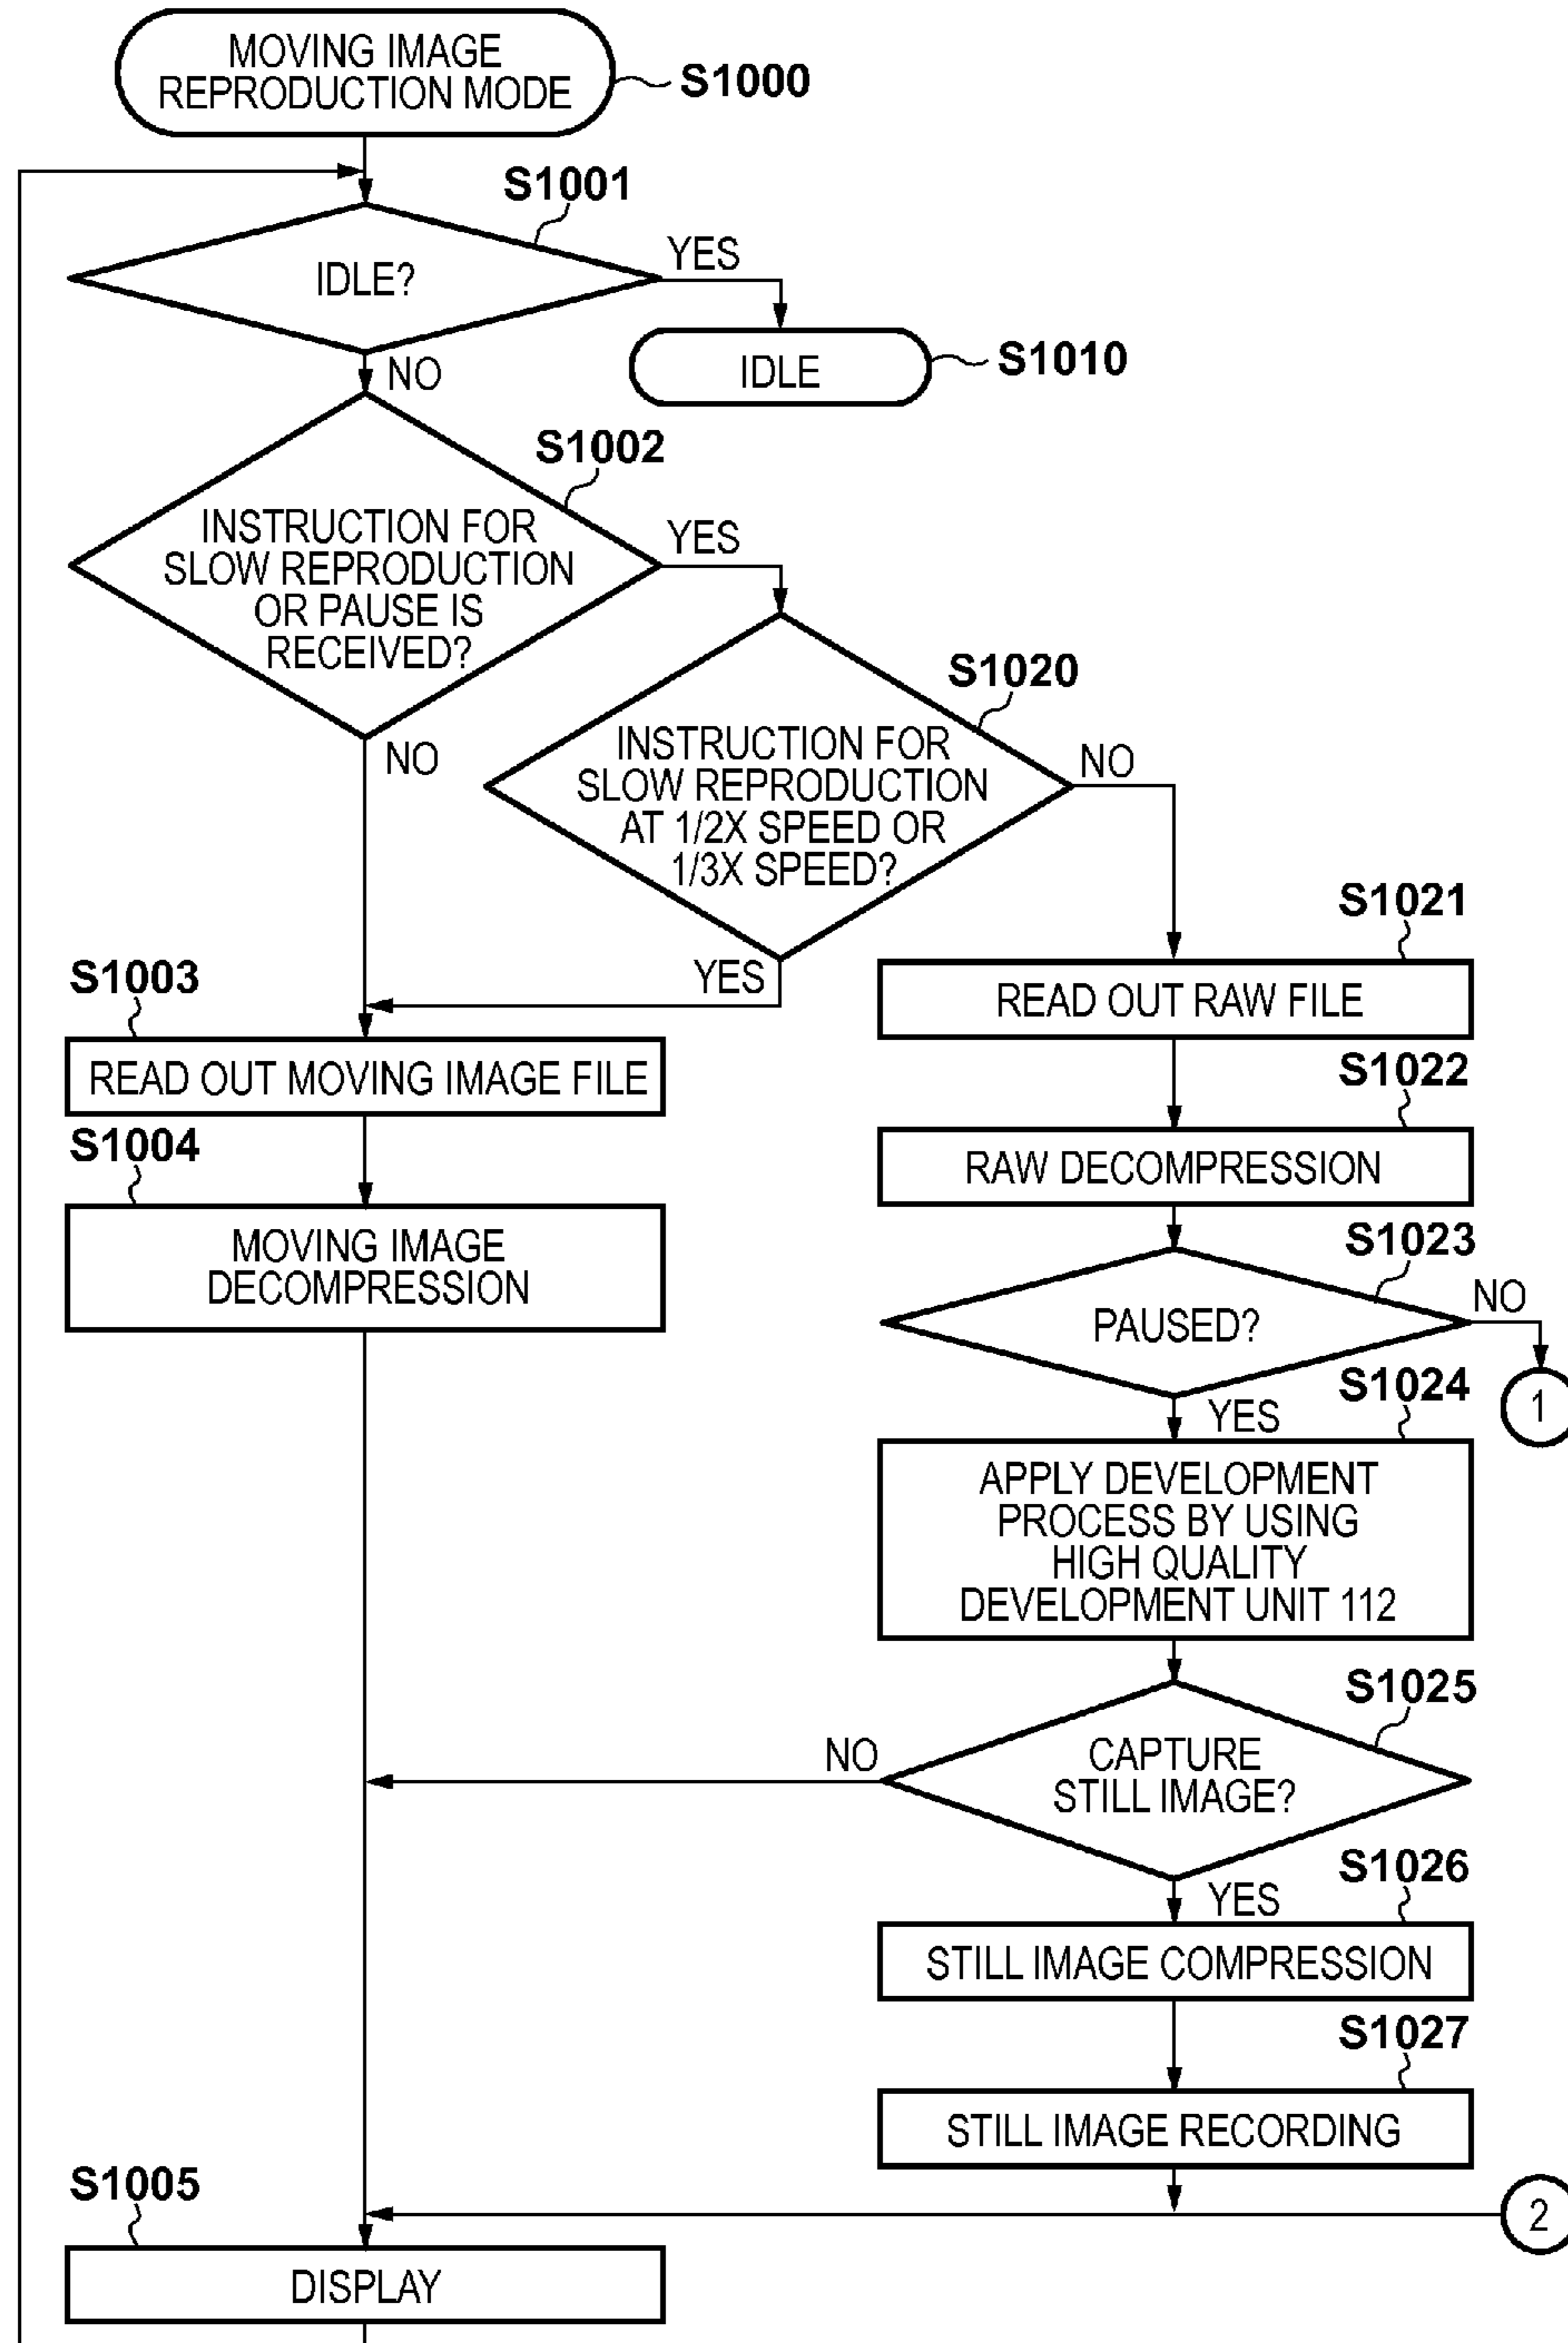 MOVING IMAGE
REPRODUCTION MODE
S1000
S1001
IDLE?
YES
NO
IDLE
S1010
S1002
INSTRUCTION FOR
SLOW REPRODUCTION
OR PAUSE IS
RECEIVED?
YES
NO
S1020
INSTRUCTION FOR
SLOW REPRODUCTION
AT 1/2X SPEED OR
1/3X SPEED?
NO
YES
S1003
READ OUT MOVING IMAGE FILE
S1004
MOVING IMAGE
DECOMPRESSION
S1021
READ OUT RAW FILE
S1022
RAW DECOMPRESSION
S1023
PAUSED?
NO
1
YES
S1024
APPLY DEVELOPMENT
PROCESS BY USING
HIGH QUALITY
DEVELOPMENT UNIT 112
S1025
CAPTURE
STILL IMAGE?
NO
YES
S1026
STILL IMAGE COMPRESSION
S1027
STILL IMAGE RECORDING
2
S1005
DISPLAY